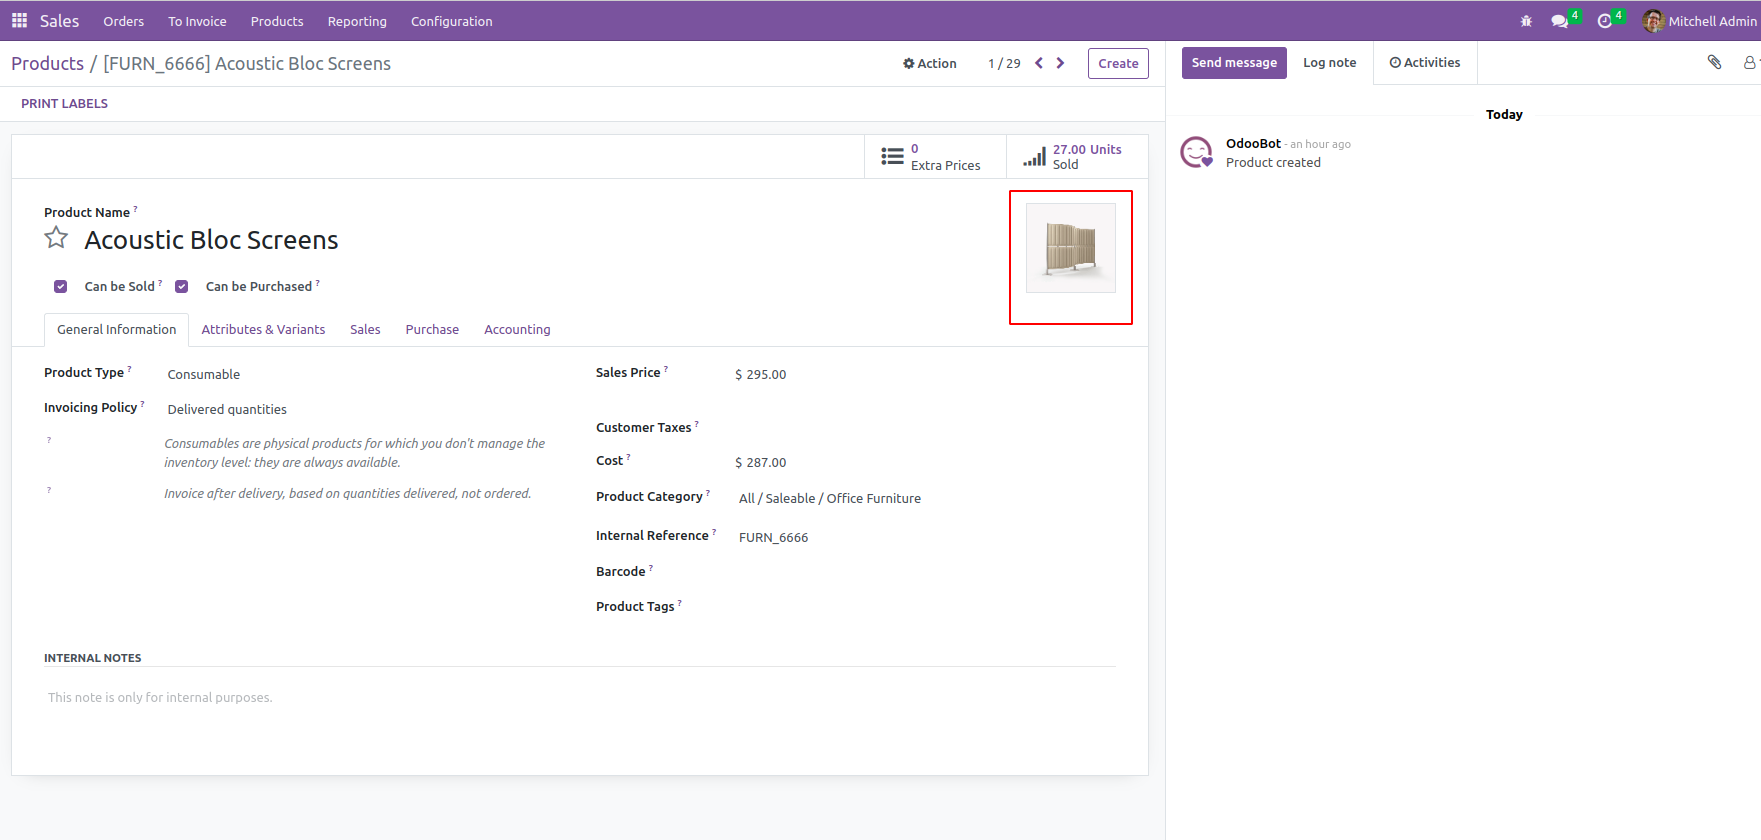 Sales Orders To Invoice Products Reporting Configuration 4 4 Mitchell Admin
Products / [FURN_6666] Acoustic Bloc Screens Action 1 / 29 Create
Send message Log note Activities
PRINT LABELS
0
Extra Prices
27.00 Units
Sold
Product Name ?
Acoustic Bloc Screens
Can be Sold ? Can be Purchased ?
General Information Attributes & Variants Sales Purchase Accounting
Product Type ? Consumable
Invoicing Policy ? Delivered quantities
? Consumables are physical products for which you don't manage the
inventory level: they are always available.
? Invoice after delivery, based on quantities delivered, not ordered.
Sales Price ? $ 295.00
Customer Taxes ?
Cost ? $ 287.00
Product Category ? All / Saleable / Office Furniture
Internal Reference ? FURN_6666
Barcode ?
Product Tags ?
INTERNAL NOTES
This note is only for internal purposes.
Today
OdooBot - an hour ago
Product created